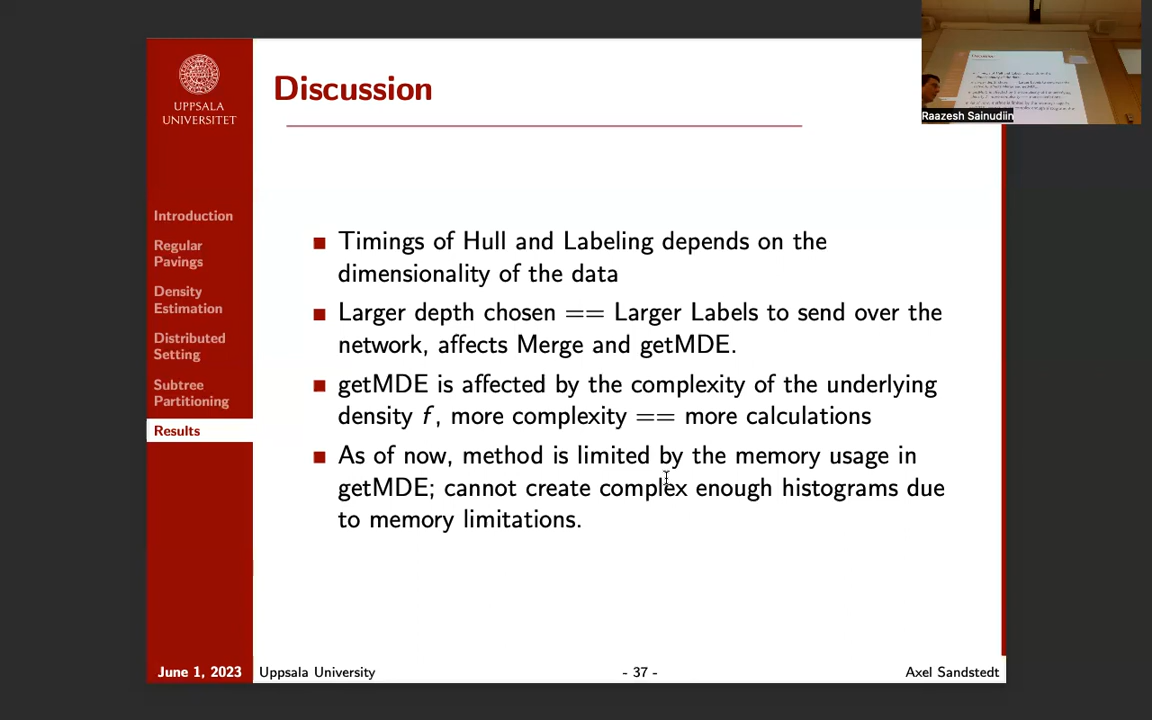 Discussion
UPPSALA
UNIVERSITET
Introduction
Regular
Pavings
Density
Estimation
Distributed
Setting
Subtree
Partitioning
Results
■ Timings of Hull and Labeling depends on the
dimensionality of the data
■ Larger depth chosen == Larger Labels to send over the
network, affects Merge and getMDE.
■ getMDE is affected by the complexity of the underlying
density f, more complexity == more calculations
■ As of now, method is limited by the memory usage in
getMDE; cannot create complex enough histograms due
to memory limitations.
June 1, 2023
Uppsala University
- 37 -
Axel Sandstedt
Raazesh Sainudiin